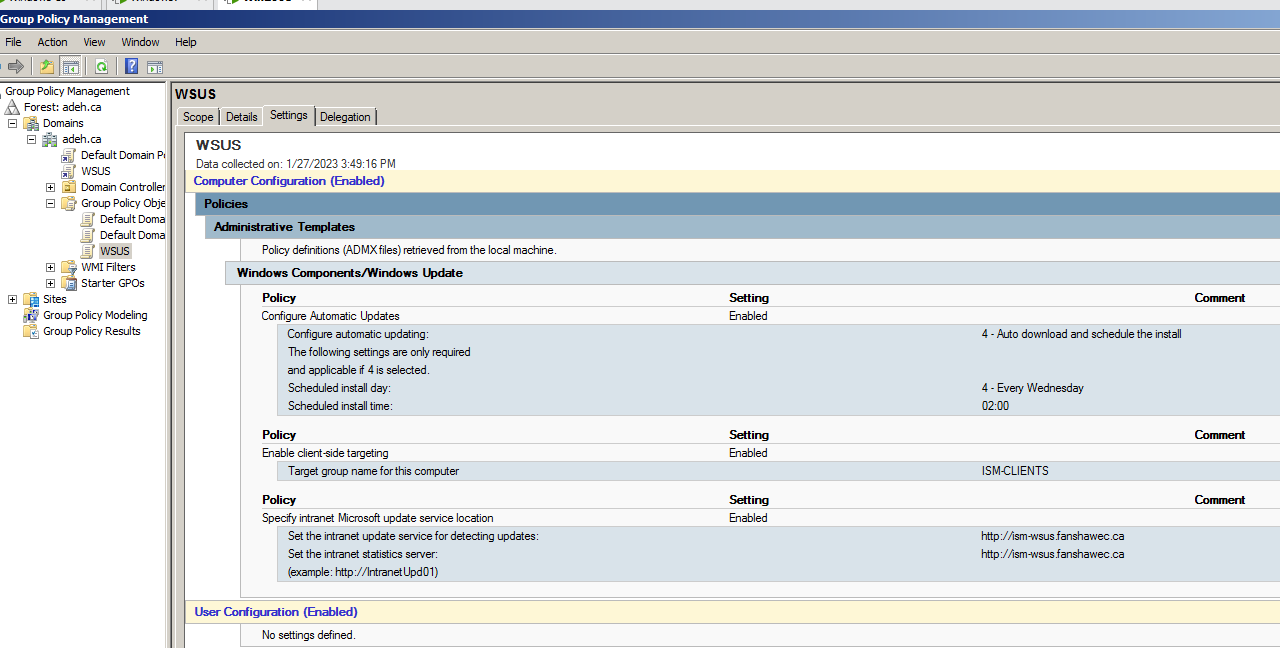 Group Policy Management
File Action View Window Help
Group Policy Management
Forest: adeh.ca
Domains
adeh.ca
Default Domain Po
WSUS
Domain Controller
Group Policy Obje
Default Doma
Default Doma
WSUS
WMI Filters
Starter GPOs
Sites
Group Policy Modeling
Group Policy Results
WSUS
Scope Details Settings Delegation
WSUS
Data collected on: 1/27/2023 3:49:16 PM
Computer Configuration (Enabled)
Policies
Administrative Templates
Policy definitions (ADMX files) retrieved from the local machine.
Windows Components/Windows Update
Policy Setting Comment
Configure Automatic Updates Enabled
Configure automatic updating: 4 - Auto download and schedule the install
The following settings are only required
and applicable if 4 is selected.
Scheduled install day: 4 - Every Wednesday
Scheduled install time: 02:00
Policy Setting Comment
Enable client-side targeting Enabled
Target group name for this computer ISM-CLIENTS
Policy Setting Comment
Specify intranet Microsoft update service location Enabled
Set the intranet update service for detecting updates: http://ism-wsus.fanshawec.ca
Set the intranet statistics server: http://ism-wsus.fanshawec.ca
(example: http://IntranetUpd01)
User Configuration (Enabled)
No settings defined.